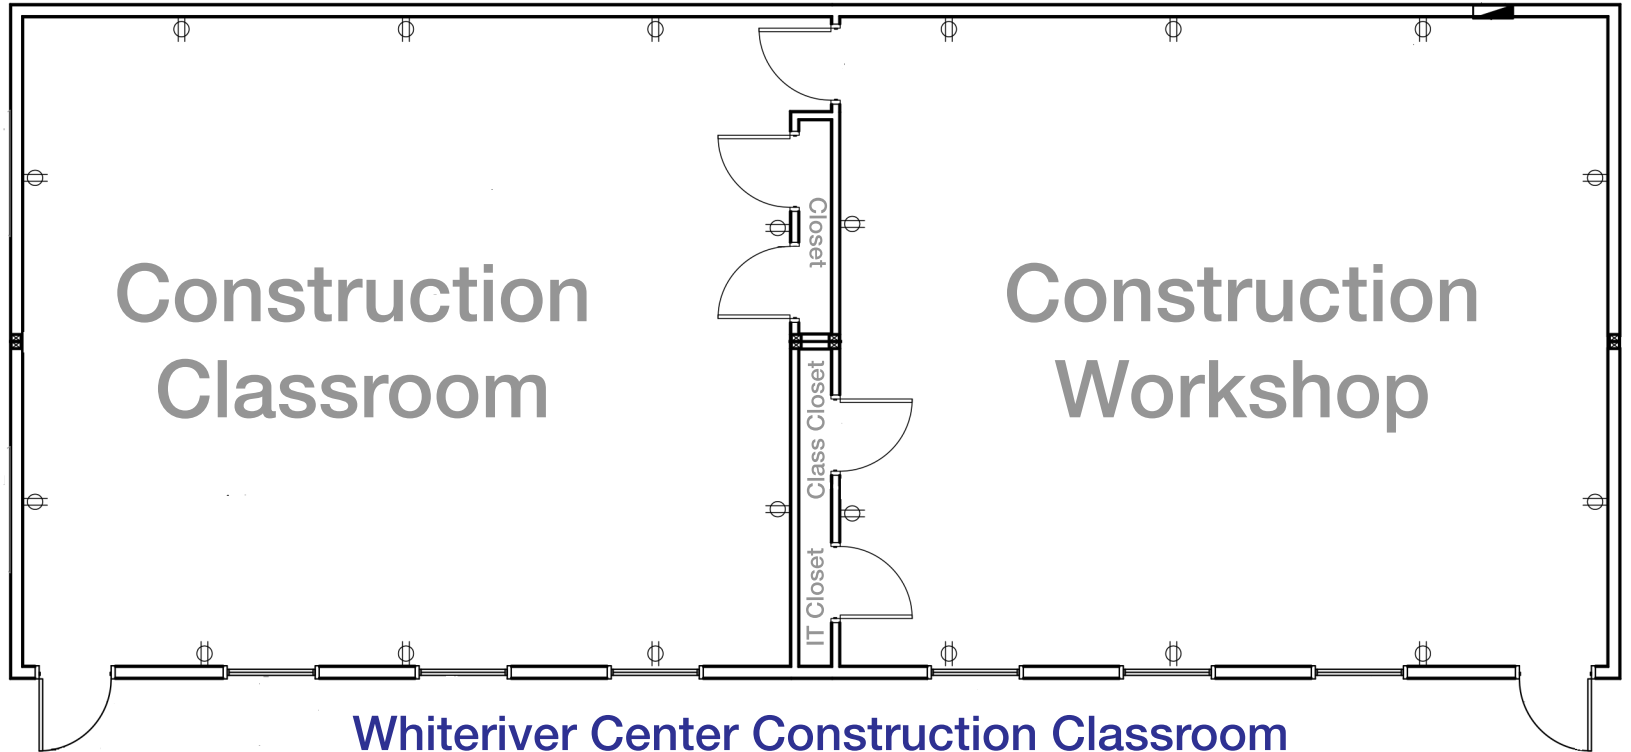 Construction
Classroom
Closet
Class Closet
IT Closet
Construction
Workshop
Whiteriver Center Construction Classroom